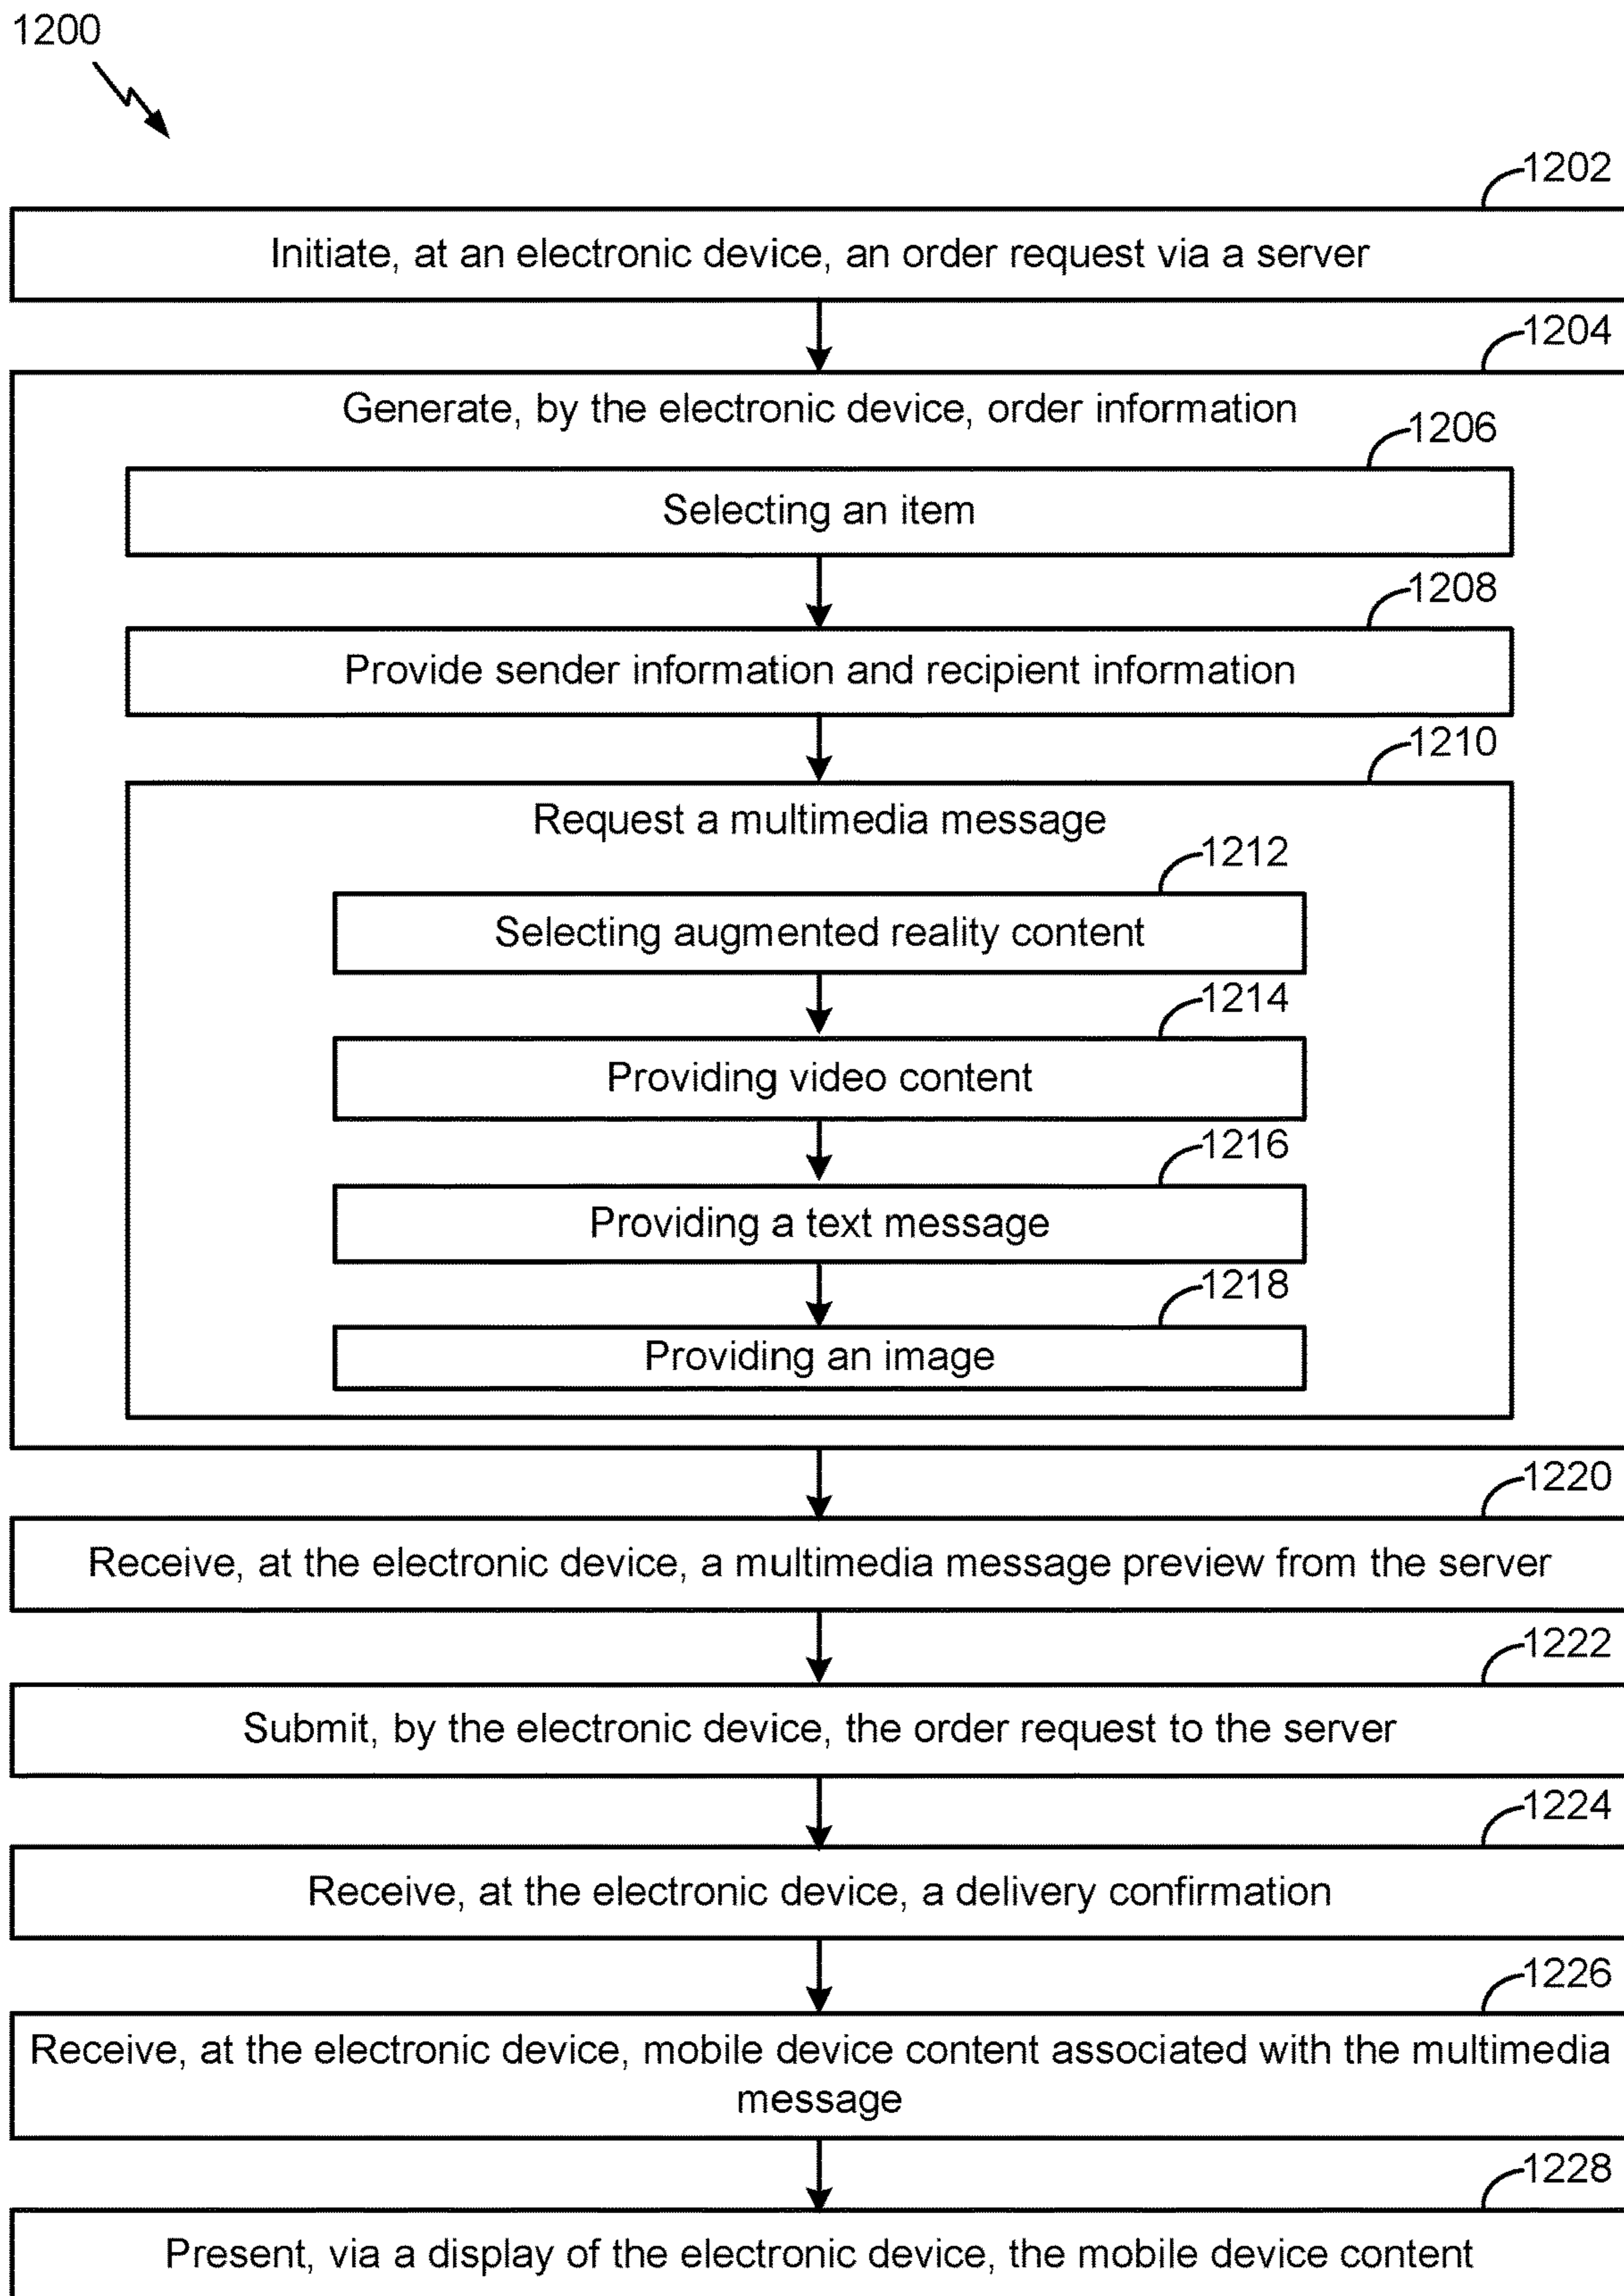 1200
1202
Initiate, at an electronic device, an order request via a server
1204
Generate, by the electronic device, order information
1206
Selecting an item
1208
Provide sender information and recipient information
1210
Request a multimedia message
1212
Selecting augmented reality content
1214
Providing video content
1216
Providing a text message
1218
Providing an image
1220
Receive, at the electronic device, a multimedia message preview from the server
1222
Submit, by the electronic device, the order request to the server
1224
Receive, at the electronic device, a delivery confirmation
1226
Receive, at the electronic device, mobile device content associated with the multimedia
message
1228
Present, via a display of the electronic device, the mobile device content